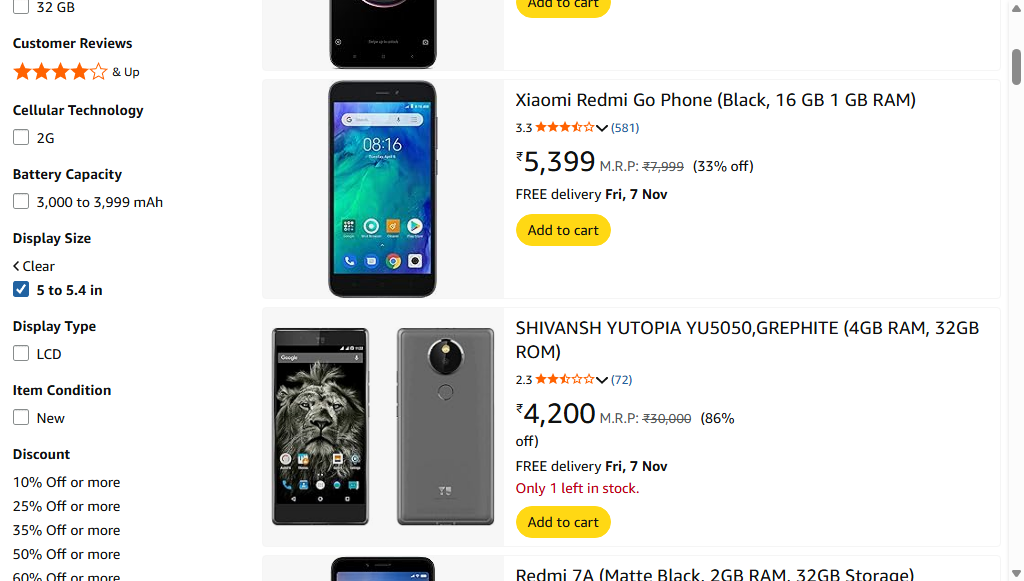 32 GB
Customer Reviews
& Up
Cellular Technology
2G
Battery Capacity
3,000 to 3,999 mAh
Display Size
Clear
5 to 5.4 in
Display Type
LCD
Item Condition
New
Discount
10% Off or more
25% Off or more
35% Off or more
50% Off or more
60% Off or more
Add to cart
Xiaomi Redmi Go Phone (Black, 16 GB 1 GB RAM)
3.3 (581)
₹5,399 M.R.P: ₹7,999 (33% off)
FREE delivery Fri, 7 Nov
Add to cart
08:16
SHIVANSH YUTOPIA YU5050,GREPHITE (4GB RAM, 32GB
ROM)
2.3 (72)
₹4,200 M.R.P: ₹30,000 (86%
off)
FREE delivery Fri, 7 Nov
Only 1 left in stock.
Add to cart
Google
YU
Redmi 7A (Matte Black, 2GB RAM, 32GB Storage)